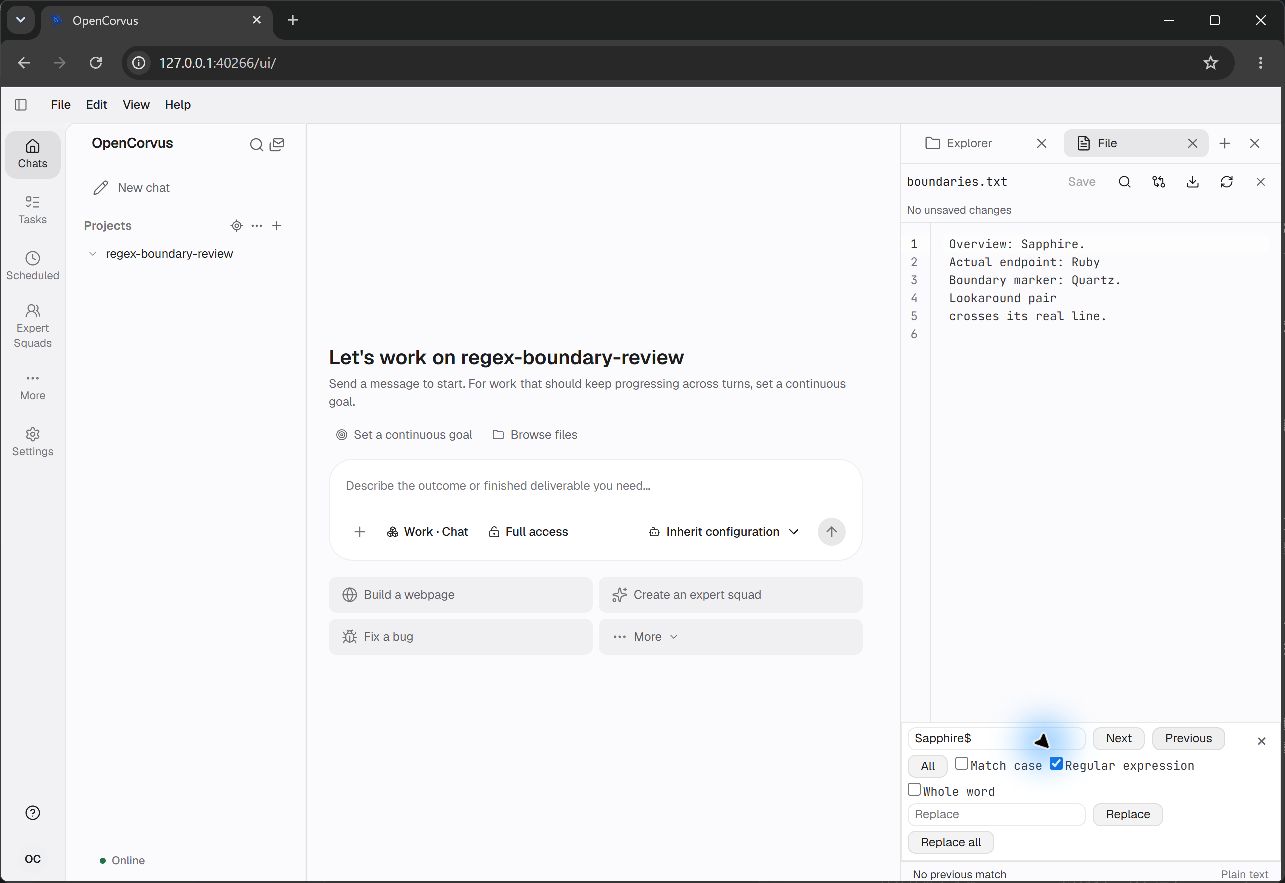 OpenCorvus
127.0.0.1:40266/ui/
File Edit View Help
Chats
Tasks
Scheduled
Expert
Squads
More
Settings
OC
OpenCorvus
New chat
Projects
regex-boundary-review
Online
Let's work on regex-boundary-review
Send a message to start. For work that should keep progressing across turns, set a continuous
goal.
Set a continuous goal Browse files
Describe the outcome or finished deliverable you need...
Work · Chat Full access Inherit configuration
Build a webpage Create an expert squad
Fix a bug More
Explorer File
boundaries.txt Save
No unsaved changes
1 Overview: Sapphire.
2 Actual endpoint: Ruby
3 Boundary marker: Quartz.
4 Lookaround pair
5 crosses its real line.
6
Sapphire$ Next Previous
All Match case Regular expression
Whole word
Replace Replace
Replace all
No previous match Plain text